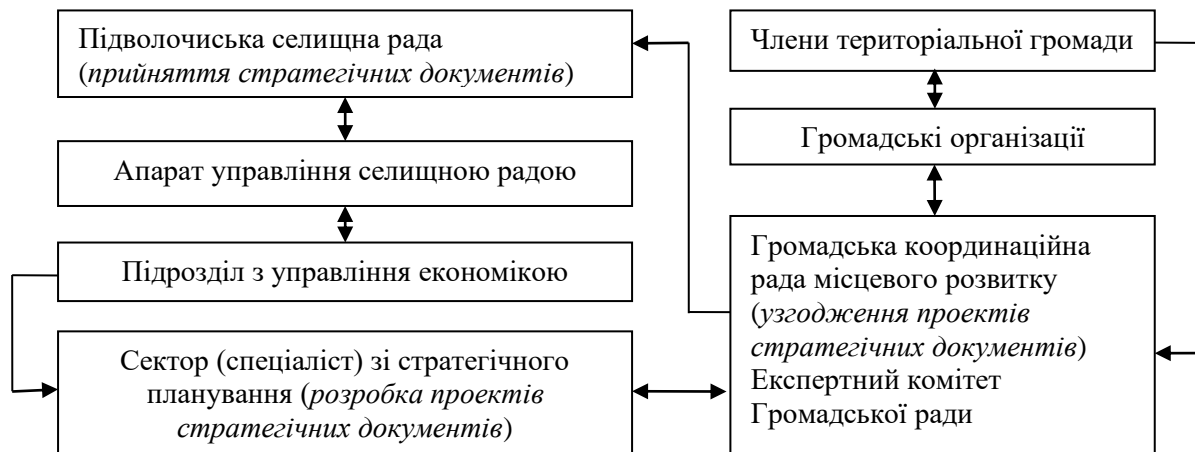 Підволочиська селищна рада
(прийняття стратегічних документів)
Апарат управління селищною радою
Підрозділ з управління економікою
Сектор (спеціаліст) зі стратегічного
планування (розробка проектів
стратегічних документів)
Члени територіальної громади
Громадські організації
Громадська координаційна
рада місцевого розвитку
(узгодження проектів
стратегічних документів)
Експертний комітет
Громадської ради